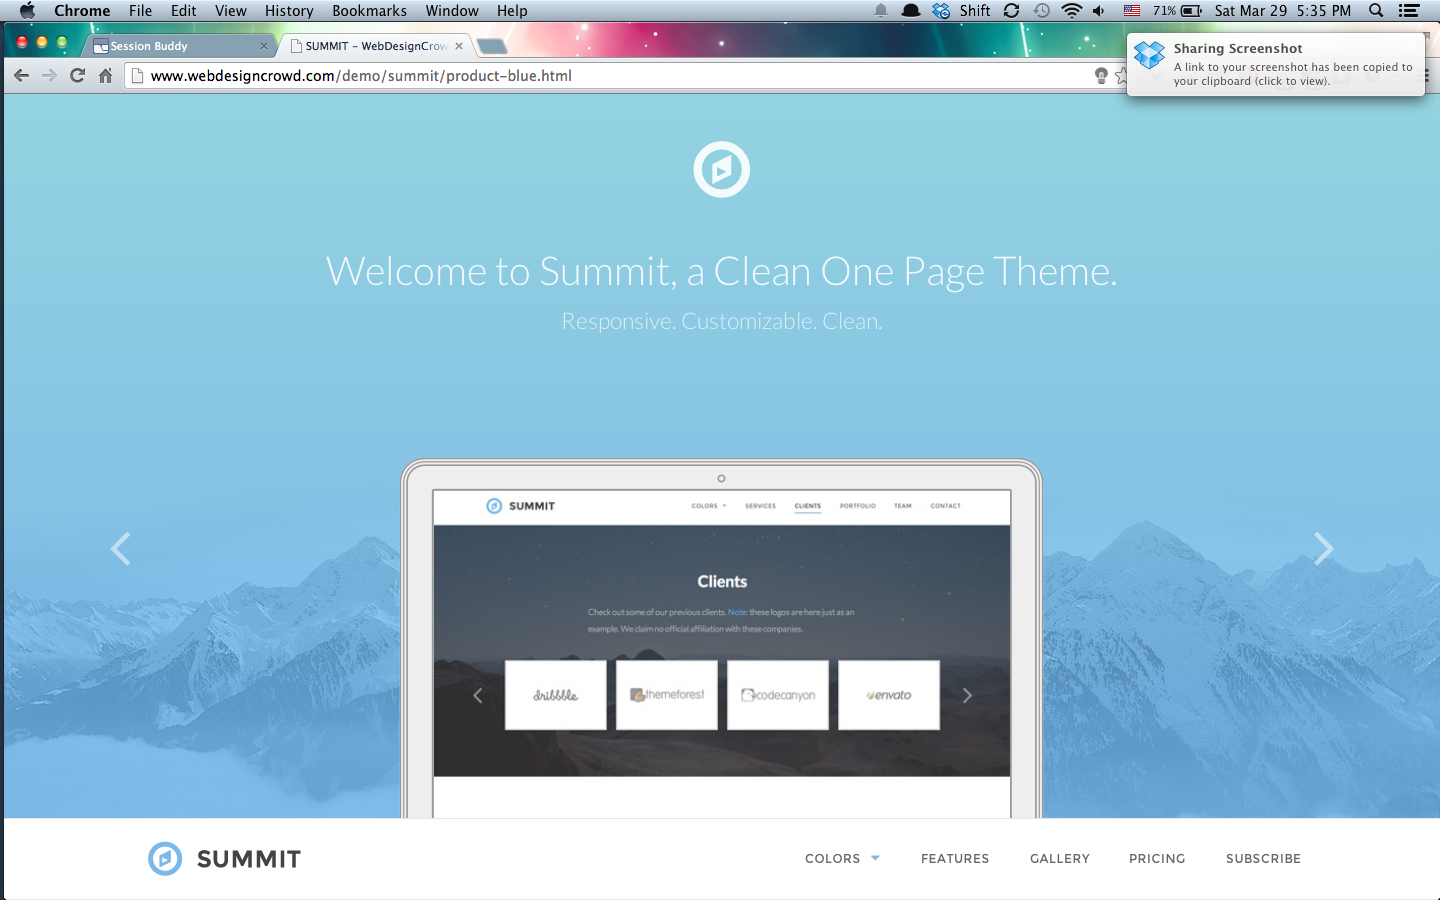 Chrome File Edit View History Bookmarks Window Help Shift 71% Sat Mar 29 5:35 PM
Session Buddy
SUMMIT – WebDesignCrow
Sharing Screenshot
A link to your screenshot has been copied to
your clipboard (click to view).
www.webdesigncrowd.com/demo/summit/product-blue.html
Welcome to Summit, a Clean One Page Theme.
Responsive. Customizable. Clean.
SUMMIT COLORS SERVICES CLIENTS PORTFOLIO TEAM CONTACT
Clients
Check out some of our previous clients. Note: these logos are here just as an
example. We claim no official affiliation with these companies.
dribbble themeforest codecanyon envato
SUMMIT COLORS FEATURES GALLERY PRICING SUBSCRIBE